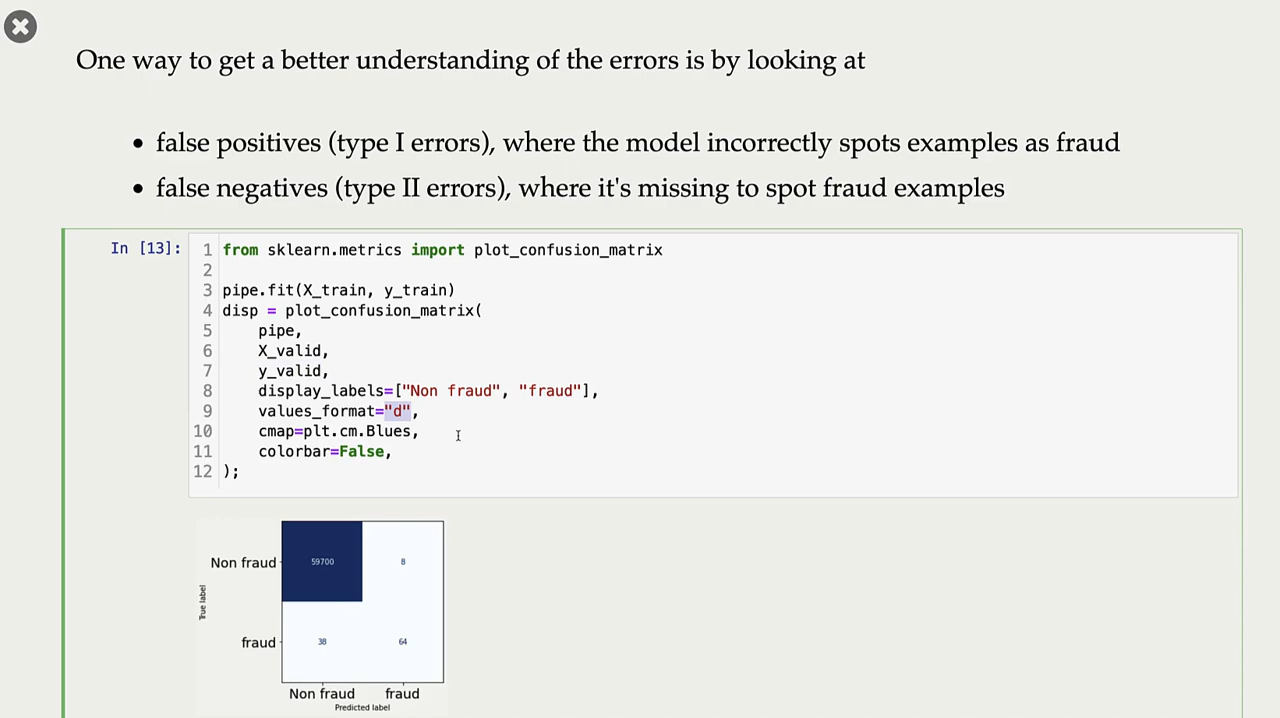 One way to get a better understanding of the errors is by looking at
• false positives (type I errors), where the model incorrectly spots examples as fraud
• false negatives (type II errors), where it's missing to spot fraud examples
In [13]:
1 from sklearn.metrics import plot_confusion_matrix
2
3 pipe.fit(X_train, y_train)
4 disp = plot_confusion_matrix(
5     pipe,
6     X_valid,
7     y_valid,
8     display_labels=["Non fraud", "fraud"],
9     values_format="d",
10     cmap=plt.cm.Blues,
11     colorbar=False,
12 );
Non fraud 59700 8
True label
fraud 38 64
Non fraud fraud
Predicted label